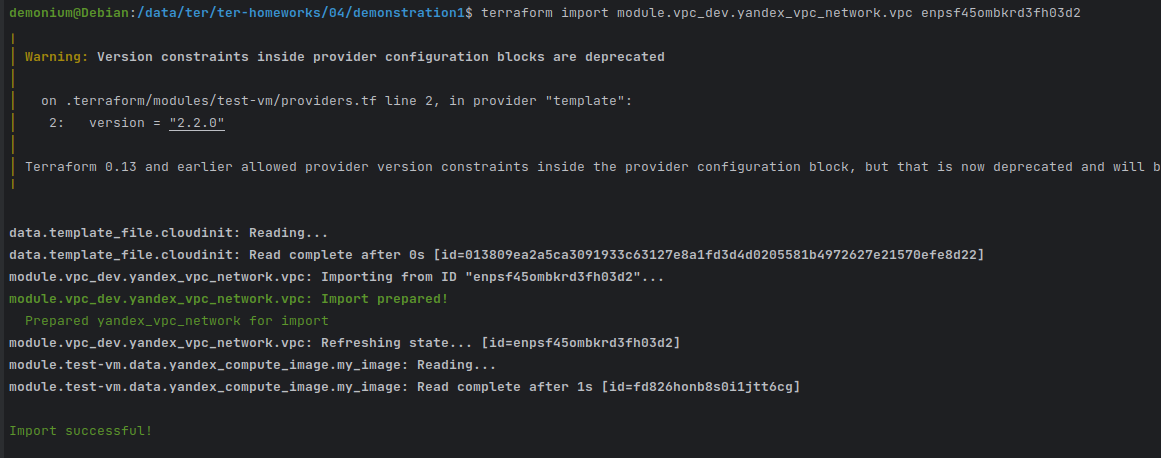 demonium@Debian:/data/ter/ter-homeworks/04/demonstration1$ terraform import module.vpc_dev.yandex_vpc_network.vpc enpsf45ombkrd3fh03d2
Warning: Version constraints inside provider configuration blocks are deprecated
on .terraform/modules/test-vm/providers.tf line 2, in provider "template":
2: version = "2.2.0"
Terraform 0.13 and earlier allowed provider version constraints inside the provider configuration block, but that is now deprecated and will b
data.template_file.cloudinit: Reading...
data.template_file.cloudinit: Read complete after 0s [id=013809ea2a5ca3091933c63127e8a1fd3d4d0205581b4972627e21570efe8d22]
module.vpc_dev.yandex_vpc_network.vpc: Importing from ID "enpsf45ombkrd3fh03d2"...
module.vpc_dev.yandex_vpc_network.vpc: Import prepared!
Prepared yandex_vpc_network for import
module.vpc_dev.yandex_vpc_network.vpc: Refreshing state... [id=enpsf45ombkrd3fh03d2]
module.test-vm.data.yandex_compute_image.my_image: Reading...
module.test-vm.data.yandex_compute_image.my_image: Read complete after 1s [id=fd826honb8s0i1jtt6cg]
Import successful!